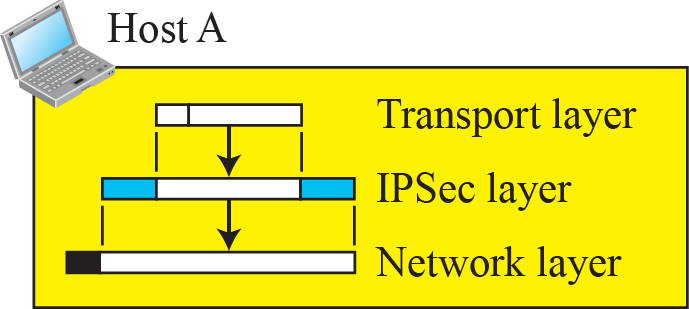 Host A
Transport layer
IPSec layer
Network layer